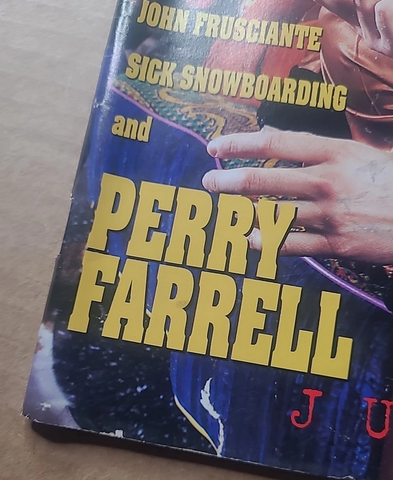 JOHN FRUSCIANTE
SICK SNOWBOARDING
and
PERRY
FARRELL
J U